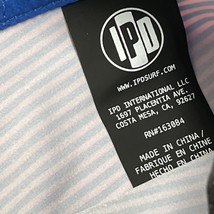 IPD
WWW.IPDSURF.COM
IPD INTERNATIONAL LLC
1697 PLACENTIA AVE
COSTA MESA, CA, 92627
RN#163084
MADE IN CHINA/
FABRIQUE EN CHINE
HECHO EN CHINA